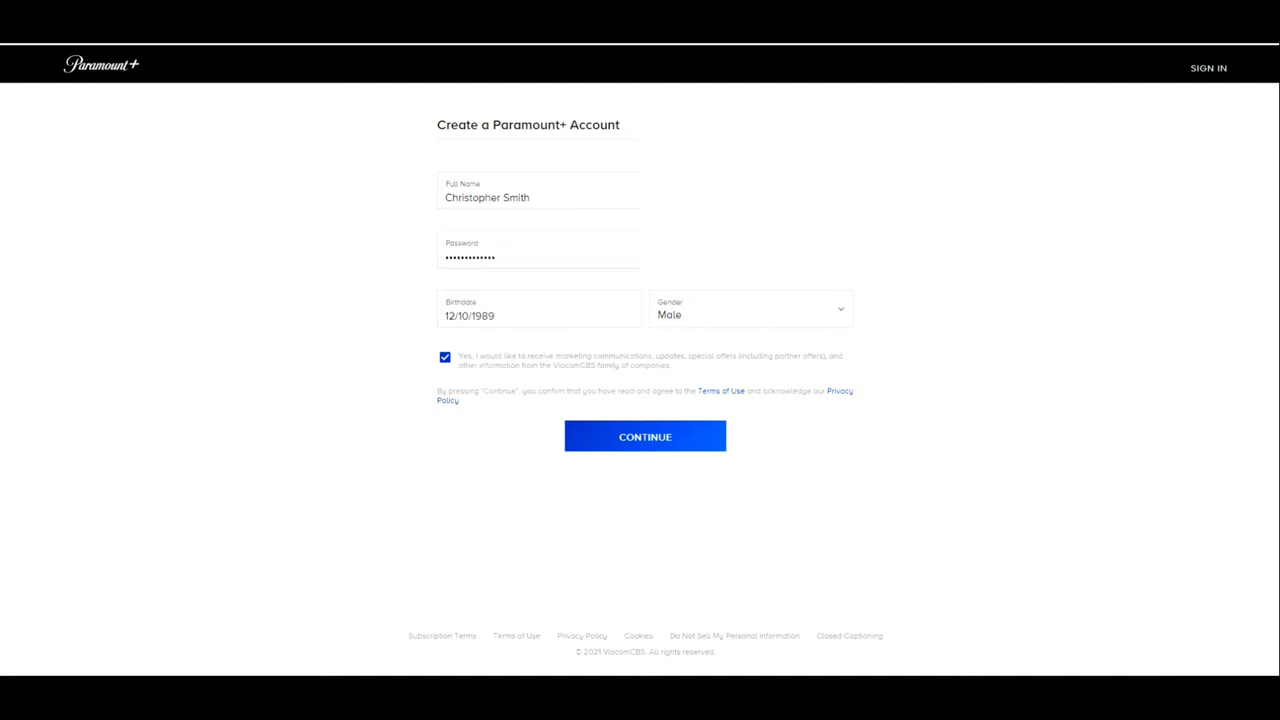 Paramount+
SIGN IN
Create a Paramount+ Account
Full Name
Christopher Smith
Password
•••••••••••••
Birthdate
12/10/1989
Gender
Male
Yes, I would like to receive marketing communications, updates, special offers (including partner offers), and
other information from the ViacomCBS family of companies.
By pressing "Continue", you confirm that you have read and agree to the Terms of Use and acknowledge our Privacy
Policy.
CONTINUE
Subscription Terms Terms of Use Privacy Policy Cookies Do Not Sell My Personal Information Closed Captioning
© 2021 ViacomCBS. All rights reserved.